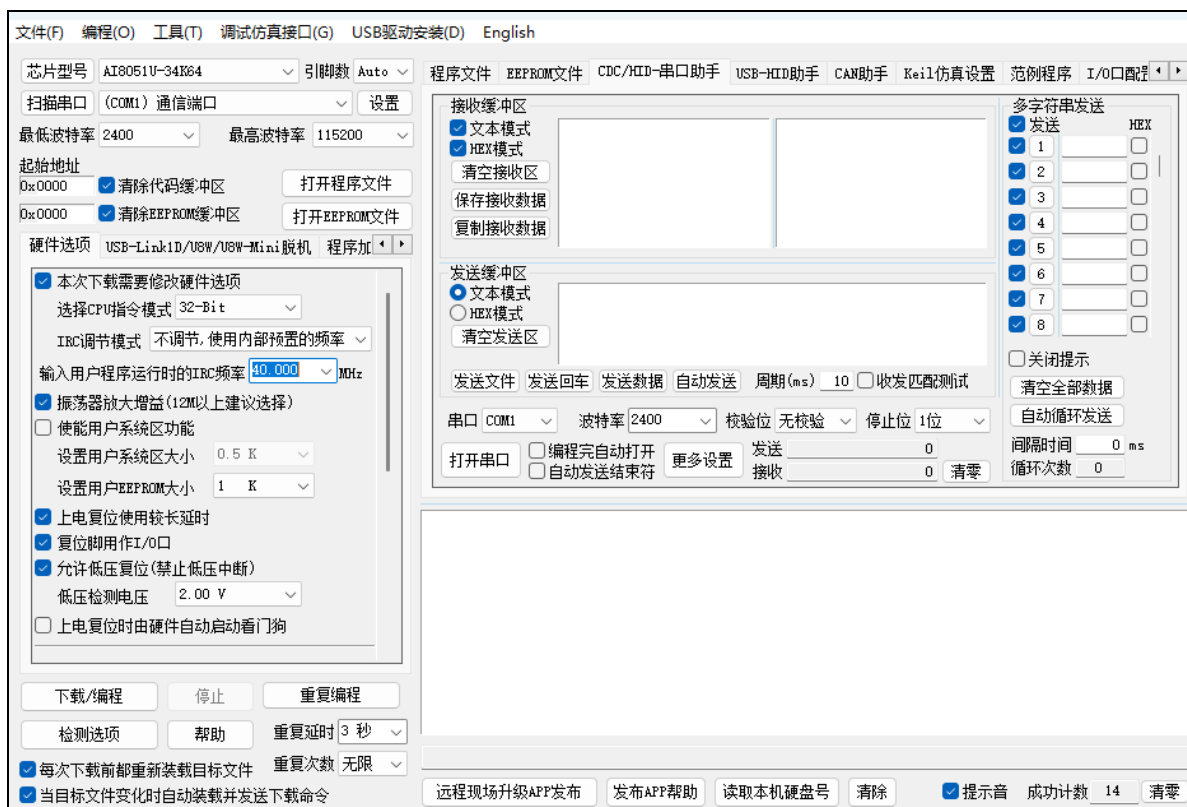 文件(F) 编程(O) 工具(T) 调试仿真接口(G) USB驱动安装(D) English
芯片型号 AI8051U-34K64 引脚数 Auto
扫描串口 (COM1) 通信端口 设置
最低波特率 2400 最高波特率 115200
起始地址
0x0000 清除代码缓冲区 打开程序文件
0x0000 清除EEPROM缓冲区 打开EEPROM文件
硬件选项 USB-Link1D/U8W/U8W-Mini脱机 程序加
本次下载需要修改硬件选项
选择CPU指令模式 32-Bit
IRC调节模式 不调节,使用内部预置的频率
输入用户程序运行时的IRC频率 40.000 MHz
振荡器放大增益(12M以上建议选择)
使能用户系统区功能
设置用户系统区大小 0.5 K
设置用户EEPROM大小 1 K
上电复位使用较长延时
复位脚用作I/O口
允许低压复位(禁止低压中断)
低压检测电压 2.00 V
上电复位时由硬件自动启动看门狗
下载/编程 停止 重复编程
检测选项 帮助 重复延时 3 秒
每次下载前都重新装载目标文件 重复次数 无限
当目标文件变化时自动装载并发送下载命令
程序文件 EEPROM文件 CDC/HID-串口助手 USB-HID助手 CAN助手 Keil仿真设置 范例程序 I/O口配
接收缓冲区
文本模式
HEX模式
清空接收区
保存接收数据
复制接收数据
发送缓冲区
文本模式
HEX模式
清空发送区
发送文件 发送回车 发送数据 自动发送 周期(ms) 10 收发匹配测试
串口 COM1 波特率 2400 校验位 无校验 停止位 1位
打开串口 编程完自动打开 更多设置 发送 0
自动发送结束符 接收 0 清零
多字符串发送
发送 HEX
1
2
3
4
5
6
7
8
关闭提示
清空全部数据
自动循环发送
间隔时间 0 ms
循环次数 0
远程现场升级APP发布 发布APP帮助 读取本机硬盘号 清除 提示音 成功计数 14 清零